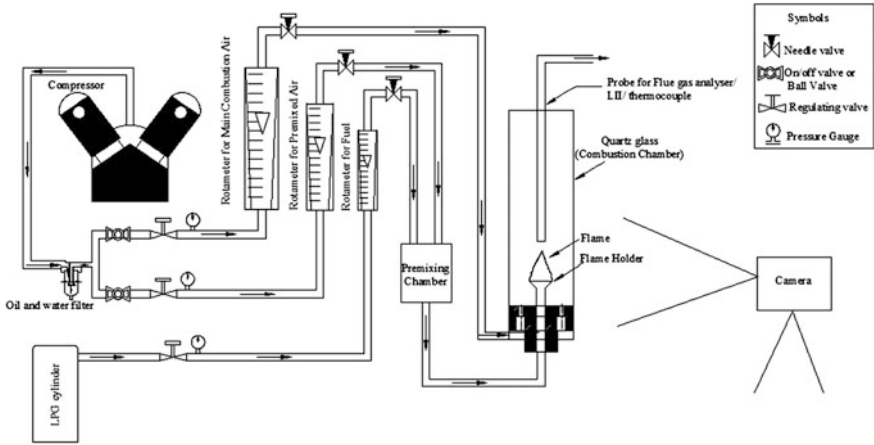 Symbols
Needle valve
On/off valve or
Ball Valve
Regulating valve
Pressure Gauge
Compressor
Rotameter for Main Combustion Air
Rotameter for Premixed Air
Rotameter for Fuel
Probe for Flue gas analyser/
LII/ thermocouple
Quartz glass
(Combustion Chamber)
Flame
Flame Holder
Premixing
Chamber
Camera
Oil and water filter
LPG cylinder